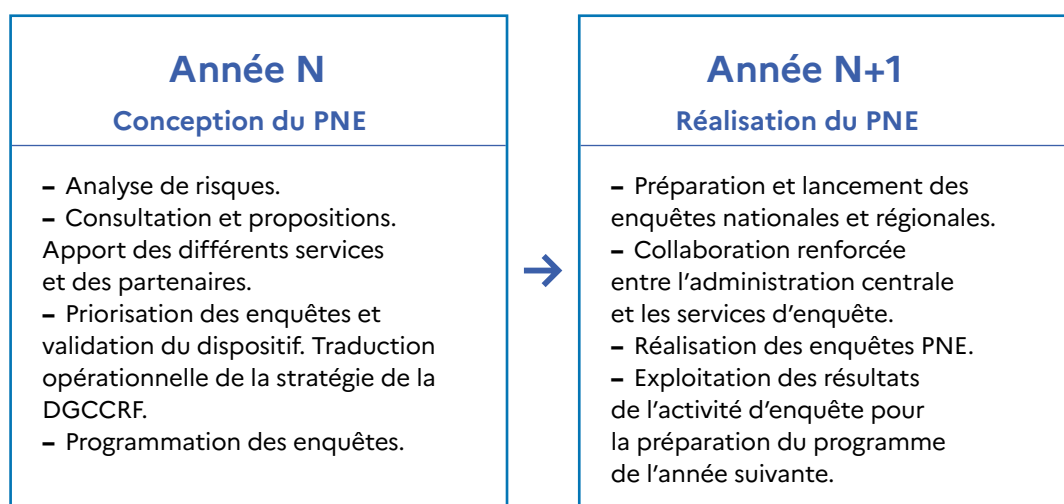 Année N
Conception du PNE
– Analyse de risques.
– Consultation et propositions.
Apport des différents services
et des partenaires.
– Priorisation des enquêtes et
validation du dispositif. Traduction
opérationnelle de la stratégie de la
DGCCRF.
– Programmation des enquêtes.
Année N+1
Réalisation du PNE
– Préparation et lancement des
enquêtes nationales et régionales.
– Collaboration renforcée
entre l’administration centrale
et les services d’enquête.
– Réalisation des enquêtes PNE.
– Exploitation des résultats
de l’activité d’enquête pour
la préparation du programme
de l’année suivante.